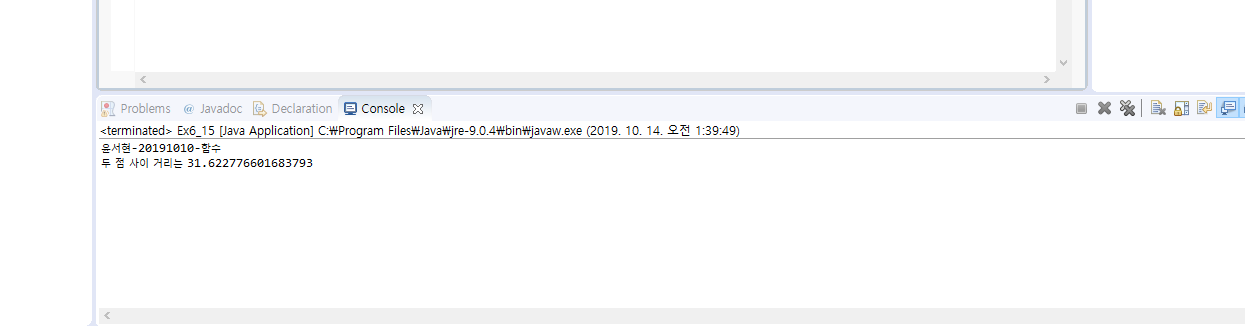 Problems @ Javadoc Declaration Console
<terminated> Ex6_15 [Java Application] C:₩Program Files₩Java₩jre-9.0.4₩bin₩javaw.exe (2019. 10. 14. 오전 1:39:49)
윤서현-20191010-함수
두 점 사이 거리는 31.622776601683793